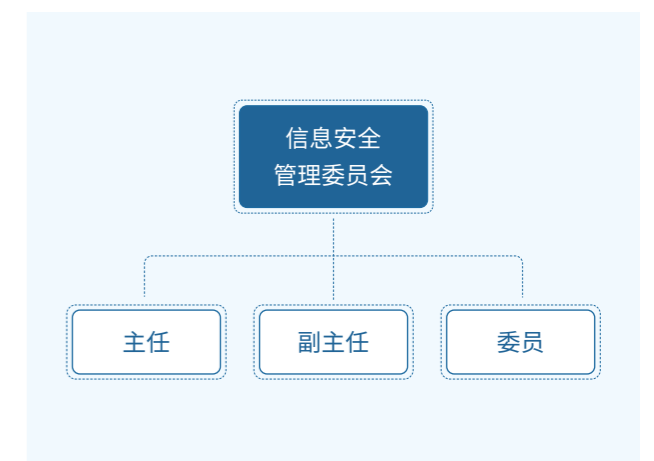 信息安全
管理委员会
主任
副主任
委员